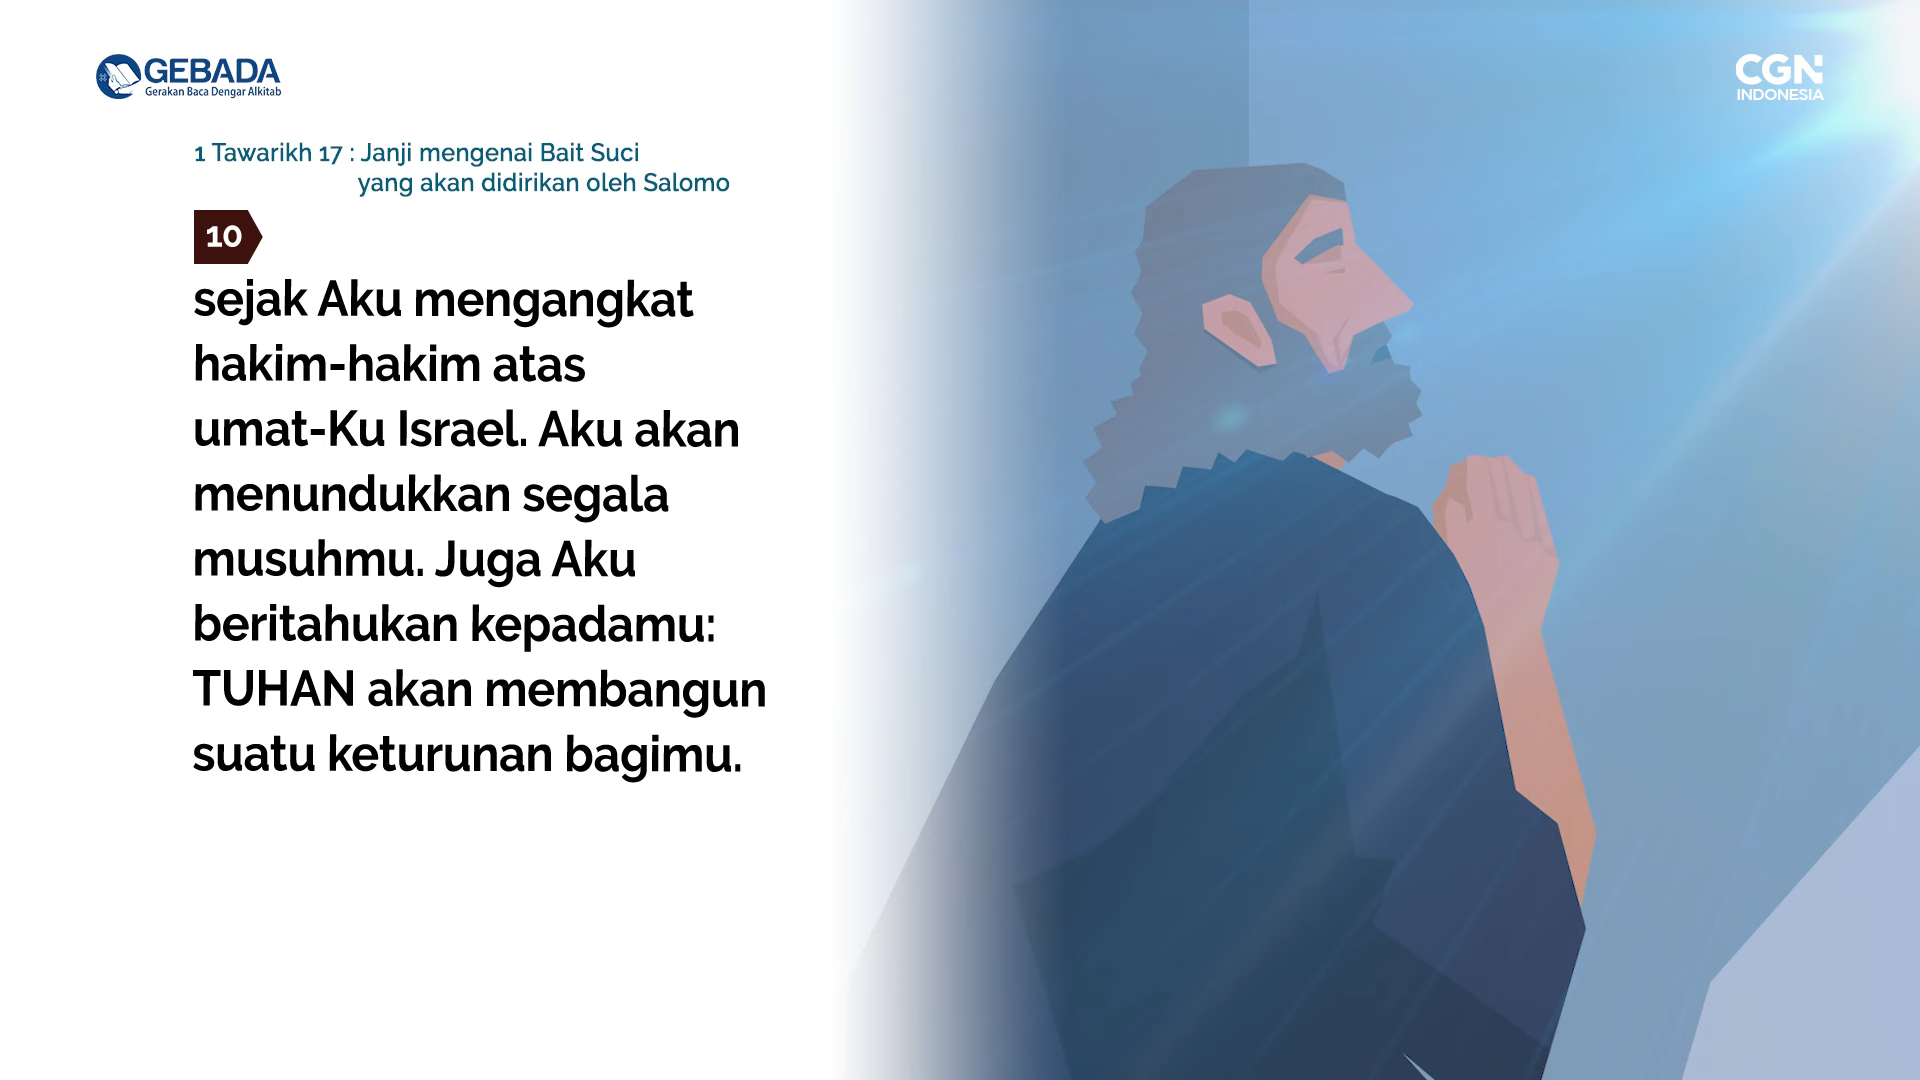 GEBADA
Gerakan Baca Dengar Alkitab
CGN
INDONESIA
1 Tawarikh 17 : Janji mengenai Bait Suci
yang akan didirikan oleh Salomo
10
sejak Aku mengangkat
hakim-hakim atas
umat-Ku Israel. Aku akan
menundukkan segala
musuhmu. Juga Aku
beritahukan kepadamu:
TUHAN akan membangun
suatu keturunan bagimu.